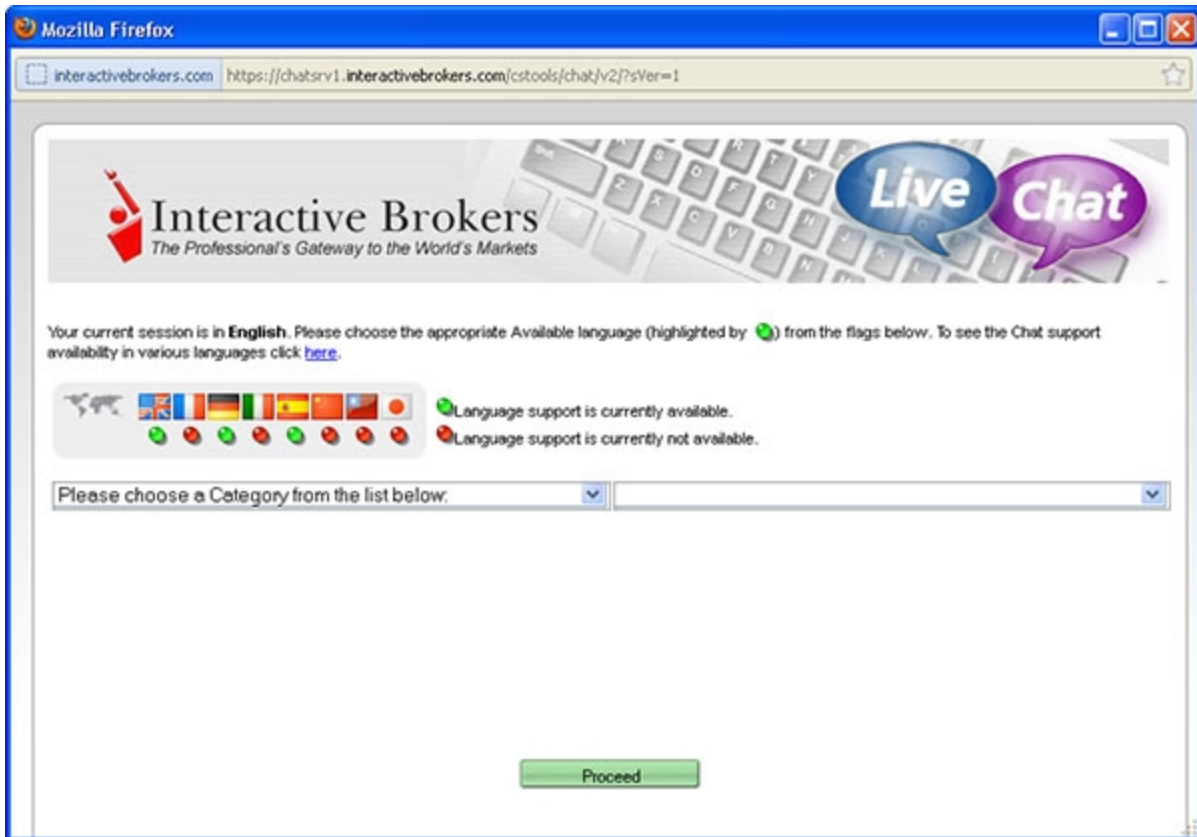 Mozilla Firefox
interactivebrokers.com https://chatsrv1.interactivebrokers.com/cstools/chat/v2/?sVer=1
Live Chat
Interactive Brokers
The Professional's Gateway to the World's Markets
Your current session is in English. Please choose the appropriate Available language (highlighted by ) from the flags below. To see the Chat support
availability in various languages click here.
Language support is currently available.
Language support is currently not available.
Please choose a Category from the list below:
Proceed